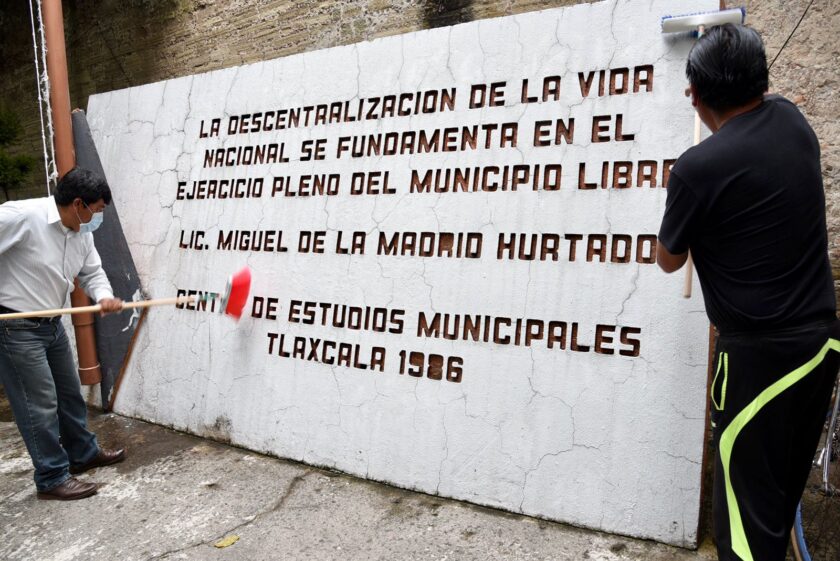 LA DESCENTRALIZACION DE LA VIDA
NACIONAL SE FUNDAMENTA EN EL
EJERCICIO PLENO DEL MUNICIPIO LIBRE
LIC. MIGUEL DE LA MADRID HURTADO
DE ESTUDIOS MUNICIPALES
TLAXCALA 1986